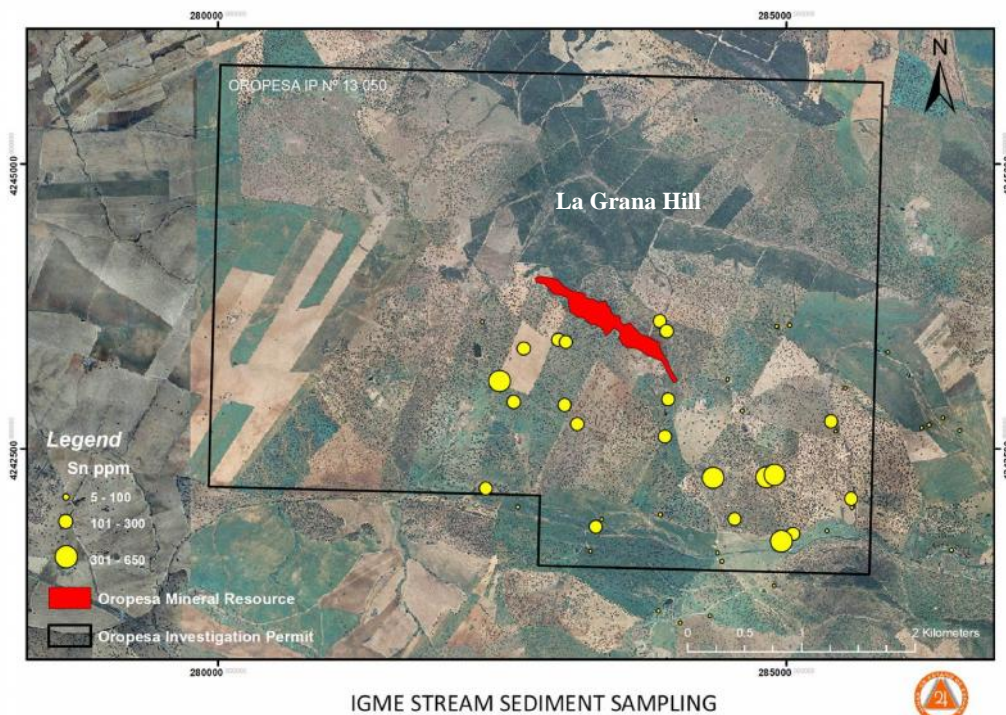 280000 285000
N
OROPESA IP Nº 13 050
4245000
La Grana Hill
Legend
Sn ppm
4242500
5 - 100
101 - 300
301 - 650
Oropesa Mineral Resource
Oropesa Investigation Permit
0 0.5 1 2 Kilometers
280000 285000
IGME STREAM SEDIMENT SAMPLING